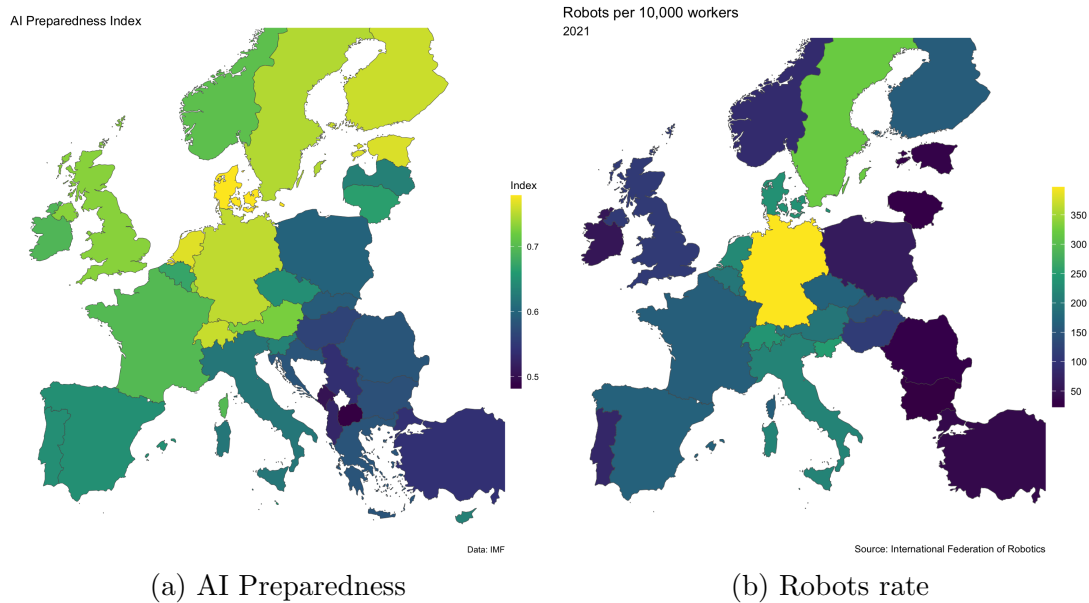 AI Preparedness Index
Index
0.7
0.6
0.5
Data: IMF
(a) AI Preparedness
Robots per 10,000 workers
2021
350
300
250
200
150
100
50
Source: International Federation of Robotics
(b) Robots rate